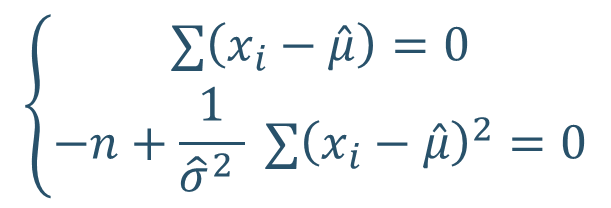 ∑(xᵢ − μ̂) = 0
−n + 1/σ̂² ∑(xᵢ − μ̂)² = 0